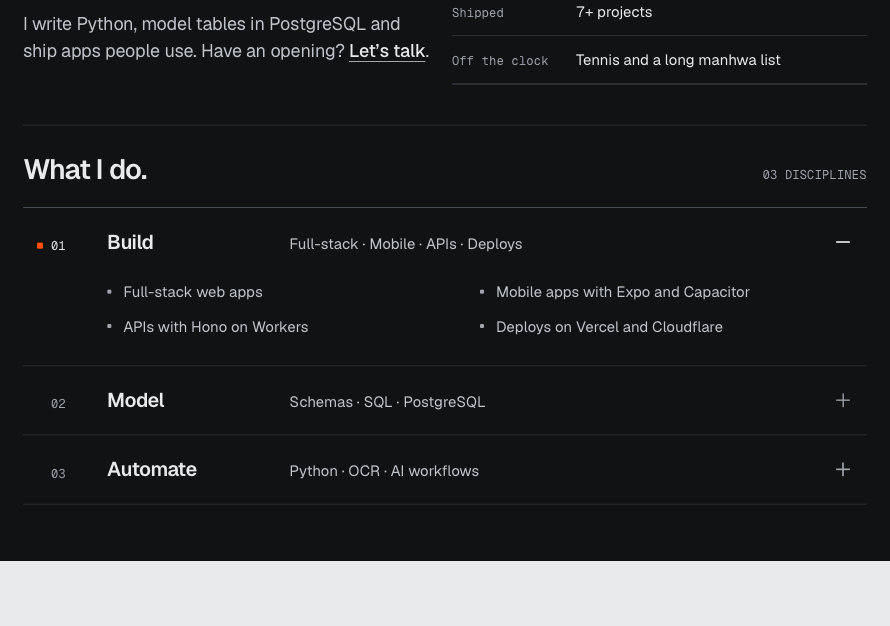 I write Python, model tables in PostgreSQL and
ship apps people use. Have an opening? Let’s talk.
Shipped 7+ projects
Off the clock Tennis and a long manhwa list
What I do.
03 DISCIPLINES
01 Build Full-stack · Mobile · APIs · Deploys
Full-stack web apps
Mobile apps with Expo and Capacitor
APIs with Hono on Workers
Deploys on Vercel and Cloudflare
02 Model Schemas · SQL · PostgreSQL
03 Automate Python · OCR · AI workflows